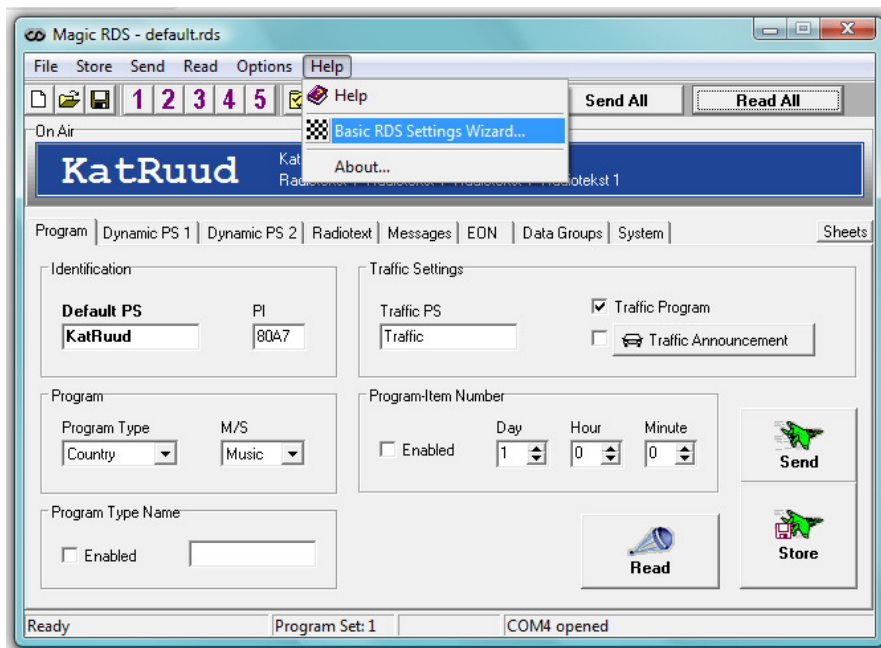 Magic RDS - default.rds
File Store Send Read Options Help
1 2 3 4 5 Send All Read All
Help
Basic RDS Settings Wizard...
About...
On Air
KatRuud
Kat
iotekst 1
Program Dynamic PS 1 Dynamic PS 2 Radiotext Messages EON Data Groups System Sheets
Identification
Default PS PI
KatRuud 80A7
Traffic Settings
Traffic PS
Traffic
Traffic Program
Traffic Announcement
Program
Program Type M/S
Country Music
Program-Item Number
Enabled
Day Hour Minute
1 0 0
Send
Program Type Name
Enabled
Read
Store
Ready Program Set: 1 COM4 opened